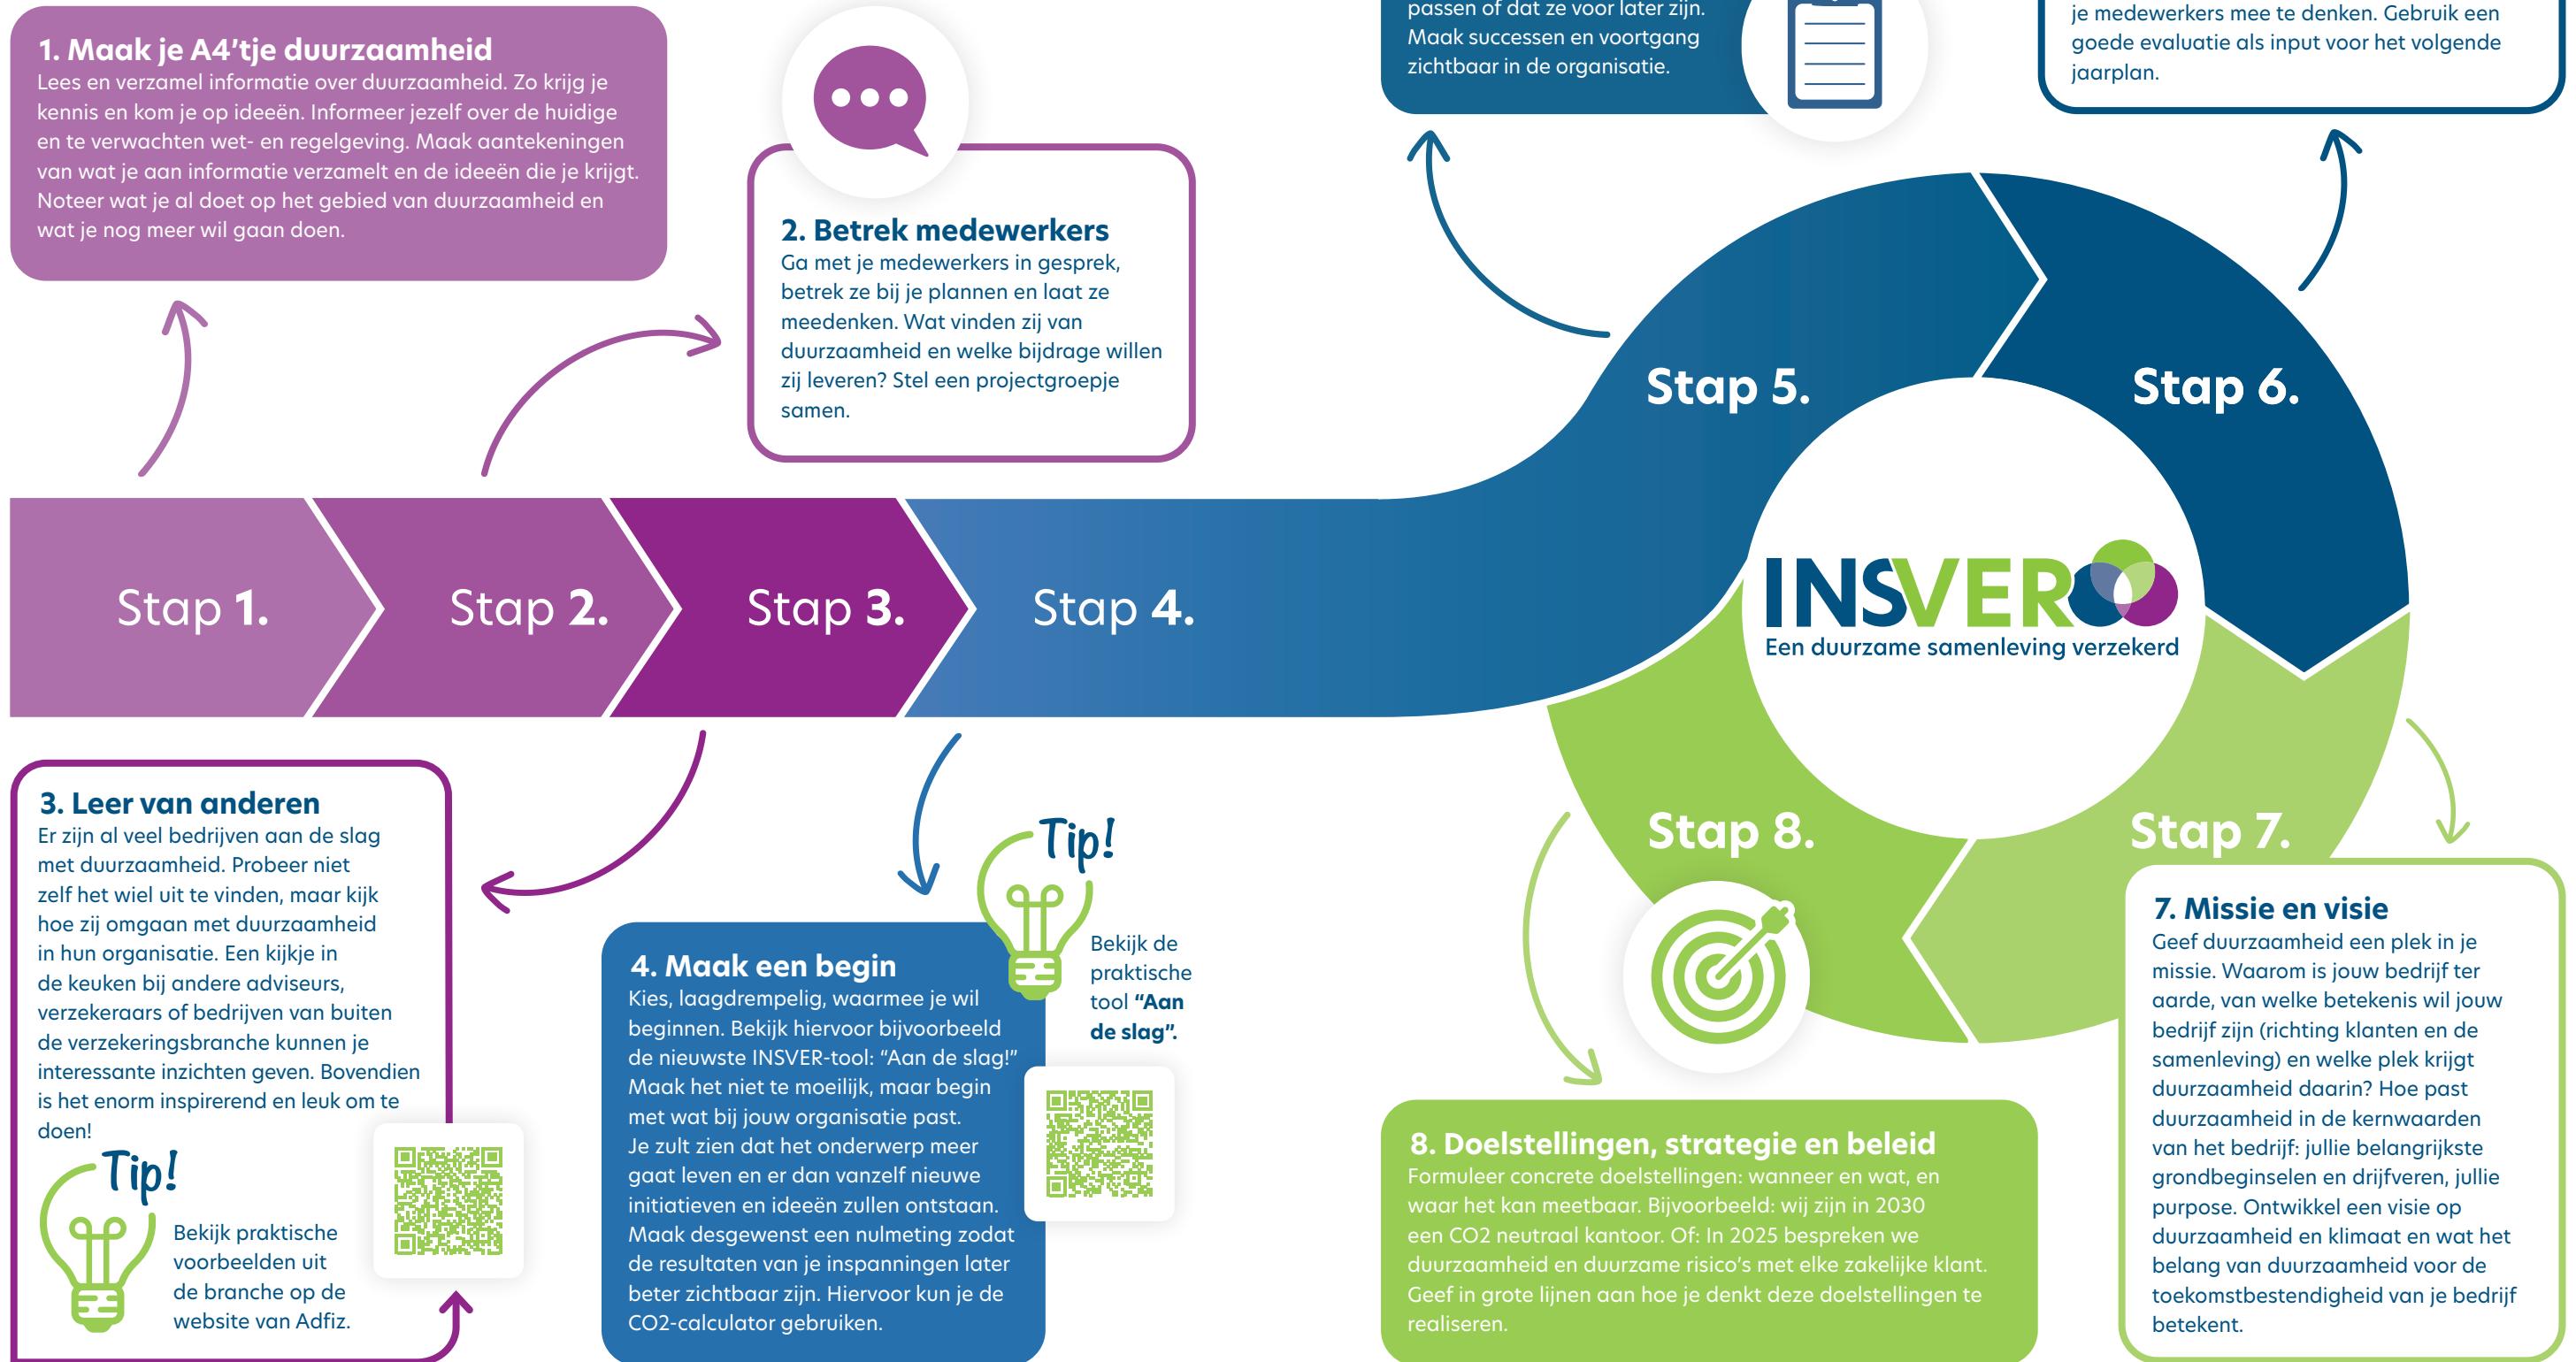 1. Maak je A4'tje duurzaamheid
Lees en verzamel informatie over duurzaamheid. Zo krijg je
kennis en kom je op ideeën. Informeer jezelf over de huidige
en te verwachten wet- en regelgeving. Maak aantekeningen
van wat je aan informatie verzamelt en de ideeën die je krijgt.
Noteer wat je al doet op het gebied van duurzaamheid en
wat je nog meer wil gaan doen.
2. Betrek medewerkers
Ga met je medewerkers in gesprek,
betrek ze bij je plannen en laat ze
meedenken. Wat vinden zij van
duurzaamheid en welke bijdrage willen
zij leveren? Stel een projectgroepje
samen.
passen of dat ze voor later zijn.
Maak successen en voortgang
zichtbaar in de organisatie.
je medewerkers mee te denken. Gebruik een
goede evaluatie als input voor het volgende
jaarplan.
Stap 1.
Stap 2.
Stap 3.
Stap 4.
Stap 5.
Stap 6.
INSVER
Een duurzame samenleving verzekerd
Stap 8.
Stap 7.
3. Leer van anderen
Er zijn al veel bedrijven aan de slag
met duurzaamheid. Probeer niet
zelf het wiel uit te vinden, maar kijk
hoe zij omgaan met duurzaamheid
in hun organisatie. Een kijkje in
de keuken bij andere adviseurs,
verzekeraars of bedrijven van buiten
de verzekeringsbranche kunnen je
interessante inzichten geven. Bovendien
is het enorm inspirerend en leuk om te
doen!
Tip!
Bekijk praktische
voorbeelden uit
de branche op de
website van Adfiz.
4. Maak een begin
Kies, laagdrempelig, waarmee je wil
beginnen. Bekijk hiervoor bijvoorbeeld
de nieuwste INSVER-tool: “Aan de slag!”
Maak het niet te moeilijk, maar begin
met wat bij jouw organisatie past.
Je zult zien dat het onderwerp meer
gaat leven en er dan vanzelf nieuwe
initiatieven en ideeën zullen ontstaan.
Maak desgewenst een nulmeting zodat
de resultaten van je inspanningen later
beter zichtbaar zijn. Hiervoor kun je de
CO2-calculator gebruiken.
Tip!
Bekijk de
praktische
tool “Aan
de slag”.
8. Doelstellingen, strategie en beleid
Formuleer concrete doelstellingen: wanneer en wat, en
waar het kan meetbaar. Bijvoorbeeld: wij zijn in 2030
een CO2 neutraal kantoor. Of: In 2025 bespreken we
duurzaamheid en duurzame risico's met elke zakelijke klant.
Geef in grote lijnen aan hoe je denkt deze doelstellingen te
realiseren.
7. Missie en visie
Geef duurzaamheid een plek in je
missie. Waarom is jouw bedrijf ter
aarde, van welke betekenis wil jouw
bedrijf zijn (richting klanten en de
samenleving) en welke plek krijgt
duurzaamheid daarin? Hoe past
duurzaamheid in de kernwaarden
van het bedrijf: jullie belangrijkste
grondbeginselen en drijfveren, jullie
purpose. Ontwikkel een visie op
duurzaamheid en klimaat en wat het
belang van duurzaamheid voor de
toekomstbestendigheid van je bedrijf
betekent.